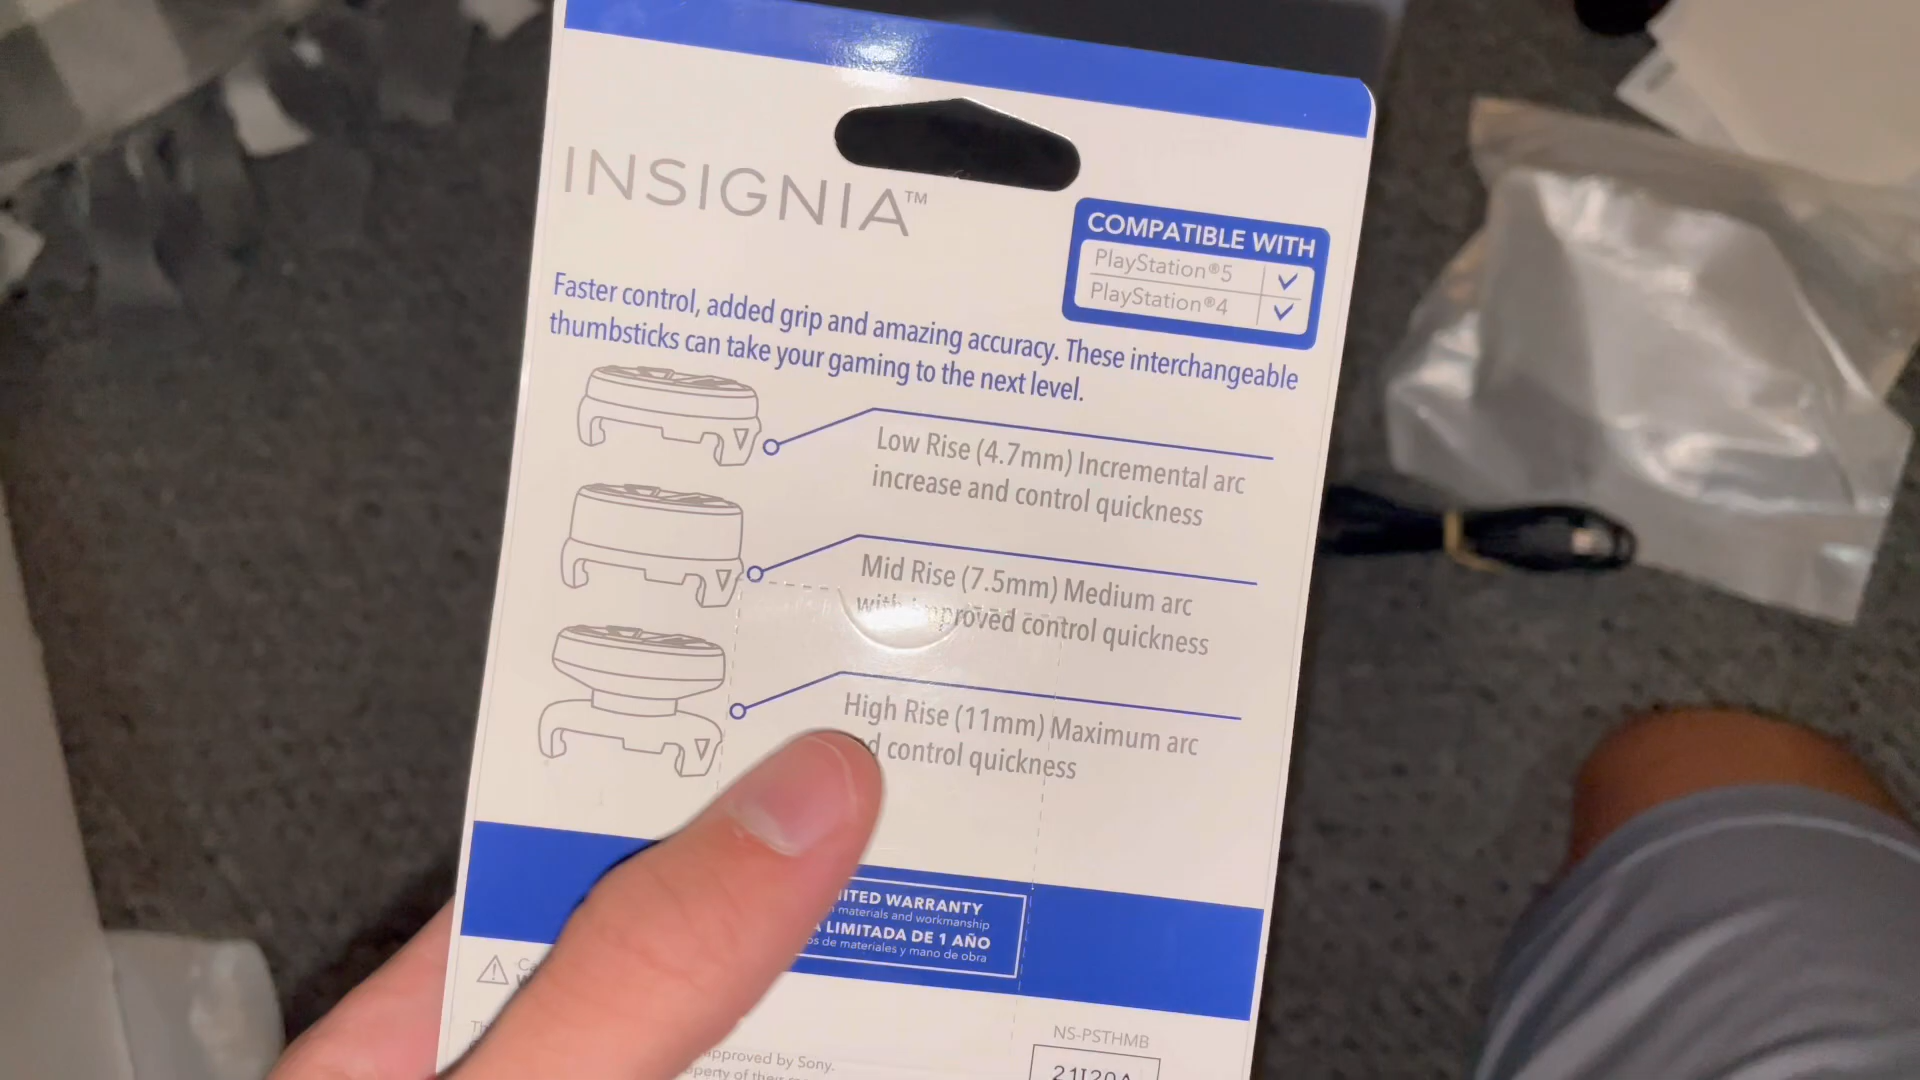 INSIGNIA™
COMPATIBLE WITH
PlayStation®5
PlayStation®4
Faster control, added grip and amazing accuracy. These interchangeable
thumbsticks can take your gaming to the next level.
Low Rise (4.7mm) Incremental arc
increase and control quickness
Mid Rise (7.5mm) Medium arc
with improved control quickness
High Rise (11mm) Maximum arc
control quickness
WARRANTY
materials and workmanship
LIMITADA DE 1 AÑO
de materiales y mano de obra
NS-PSTHMB
approved by Sony.
of